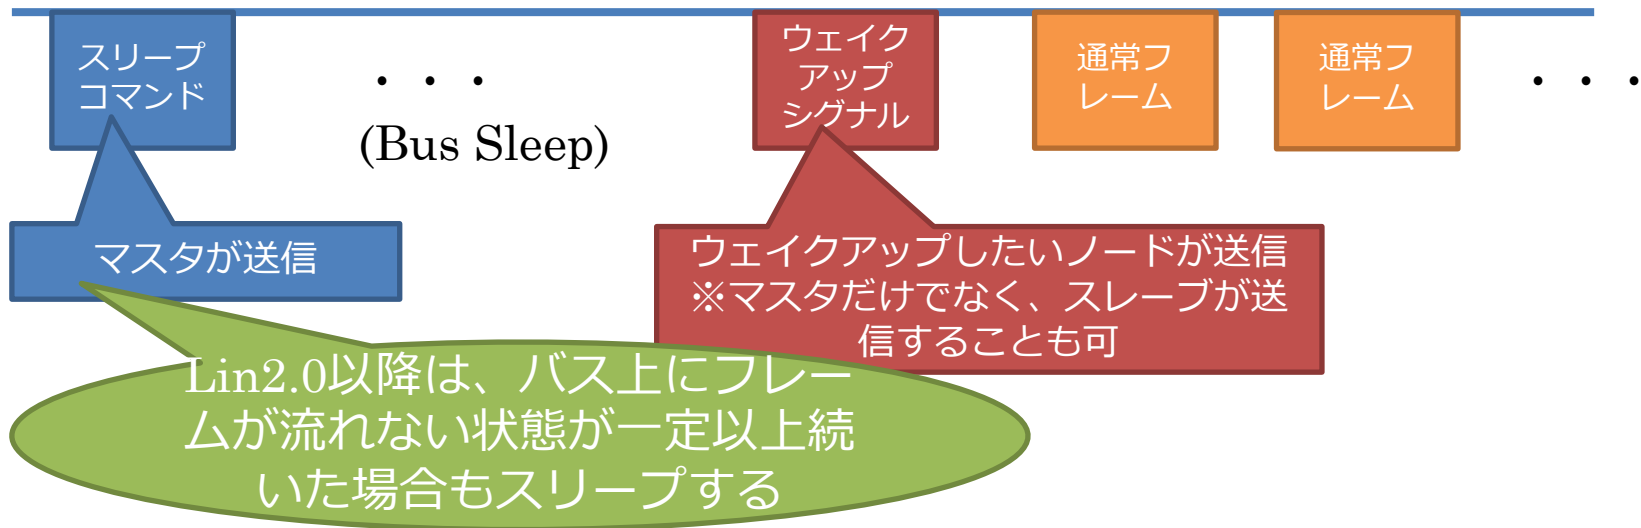 スリープ
コマンド
・・・
(Bus Sleep)
ウェイク
アップ
シグナル
通常フ
レーム
通常フ
レーム
・・・
マスタが送信
ウェイクアップしたいノードが送信
※マスタだけでなく、スレーブが送
信することも可
Lin2.0以降は、バス上にフレー
ムが流れない状態が一定以上続
いた場合もスリープする